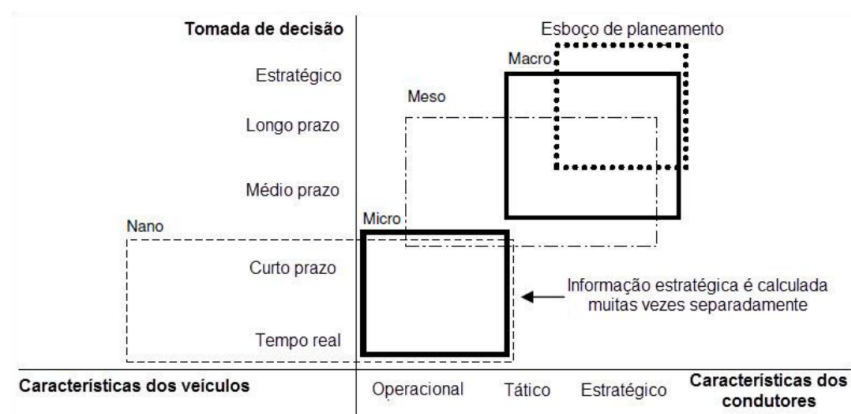 Tomada de decisão
Esboço de planeamento
Macro
Estratégico
Meso
Longo prazo
Médio prazo
Nano
Micro
Curto prazo
Informação estratégica é calculada
muitas vezes separadamente
Tempo real
Características dos veículos
Operacional
Tático
Estratégico
Características dos
condutores